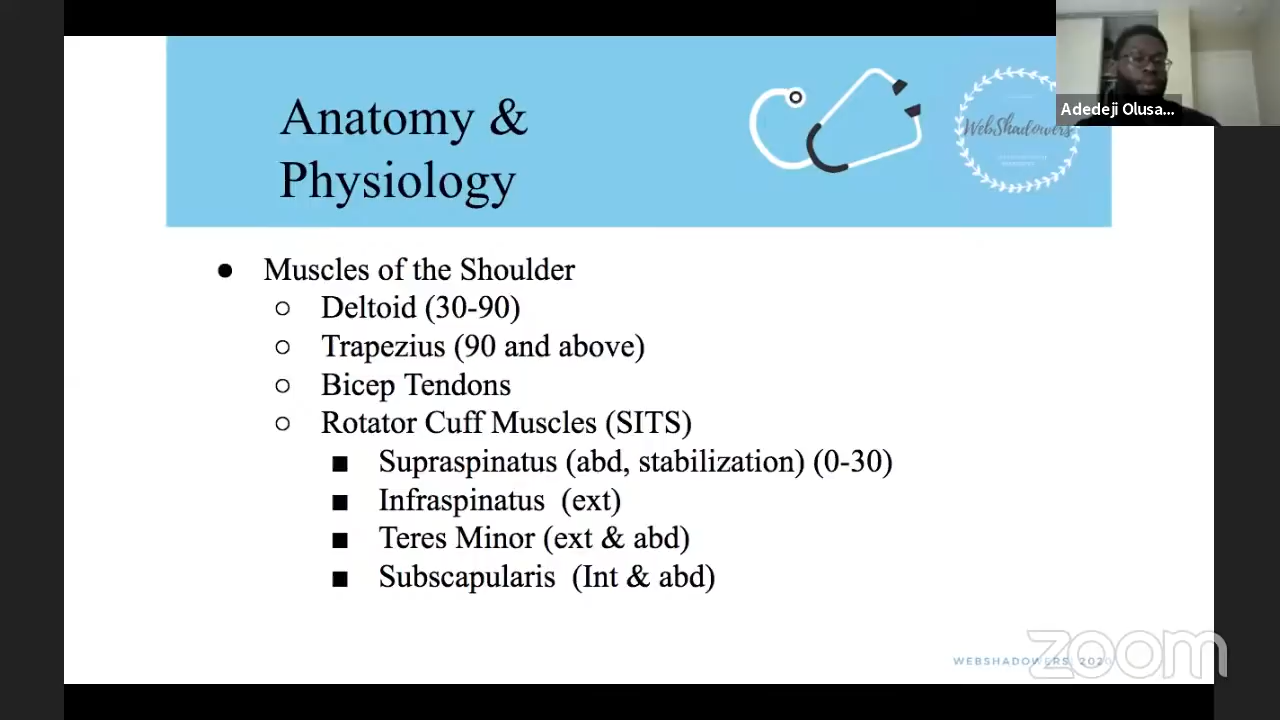 Anatomy &
Physiology
WebShadowers
Adedeji Olusa...
● Muscles of the Shoulder
○ Deltoid (30-90)
○ Trapezius (90 and above)
○ Bicep Tendons
○ Rotator Cuff Muscles (SITS)
■ Supraspinatus (abd, stabilization) (0-30)
■ Infraspinatus (ext)
■ Teres Minor (ext & abd)
■ Subscapularis (Int & abd)
WEBSHADOWERS, 2020
zoom